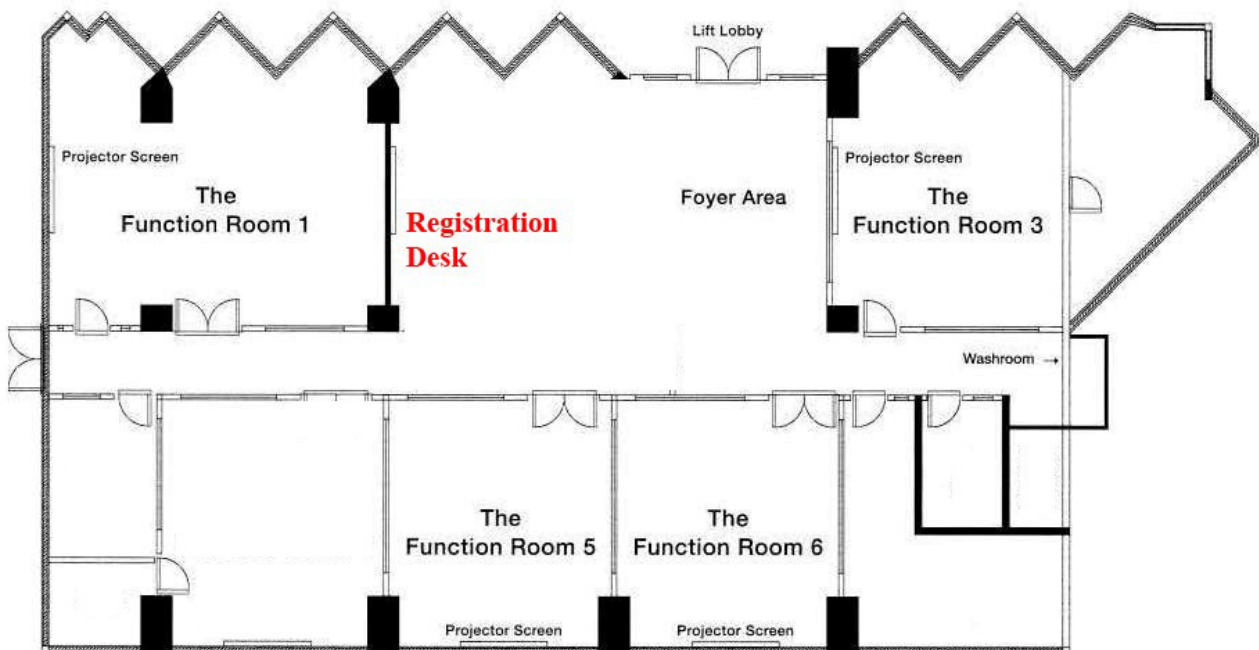 Lift Lobby
Projector Screen
The
Function Room 1
Registration
Desk
Foyer Area
Projector Screen
The
Function Room 3
Washroom →
The
Function Room 5
The
Function Room 6
Projector Screen
Projector Screen